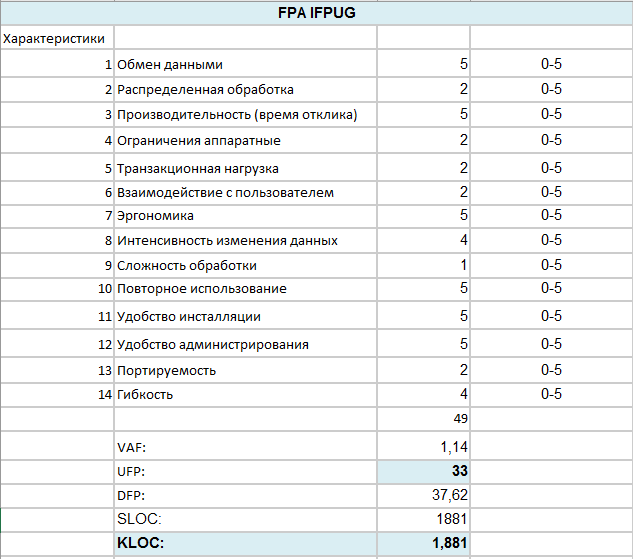 FPA IFPUG
Характеристики
1 Обмен данными 5 0-5
2 Распределенная обработка 2 0-5
3 Производительность (время отклика) 5 0-5
4 Ограничения аппаратные 2 0-5
5 Транзакционная нагрузка 2 0-5
6 Взаимодействие с пользователем 2 0-5
7 Эргономика 5 0-5
8 Интенсивность изменения данных 4 0-5
9 Сложность обработки 1 0-5
10 Повторное использование 5 0-5
11 Удобство инсталляции 5 0-5
12 Удобство администрирования 5 0-5
13 Портируемость 2 0-5
14 Гибкость 4 0-5
49
VAF: 1,14
UFP: 33
DFP: 37,62
SLOC: 1881
KLOC: 1,881